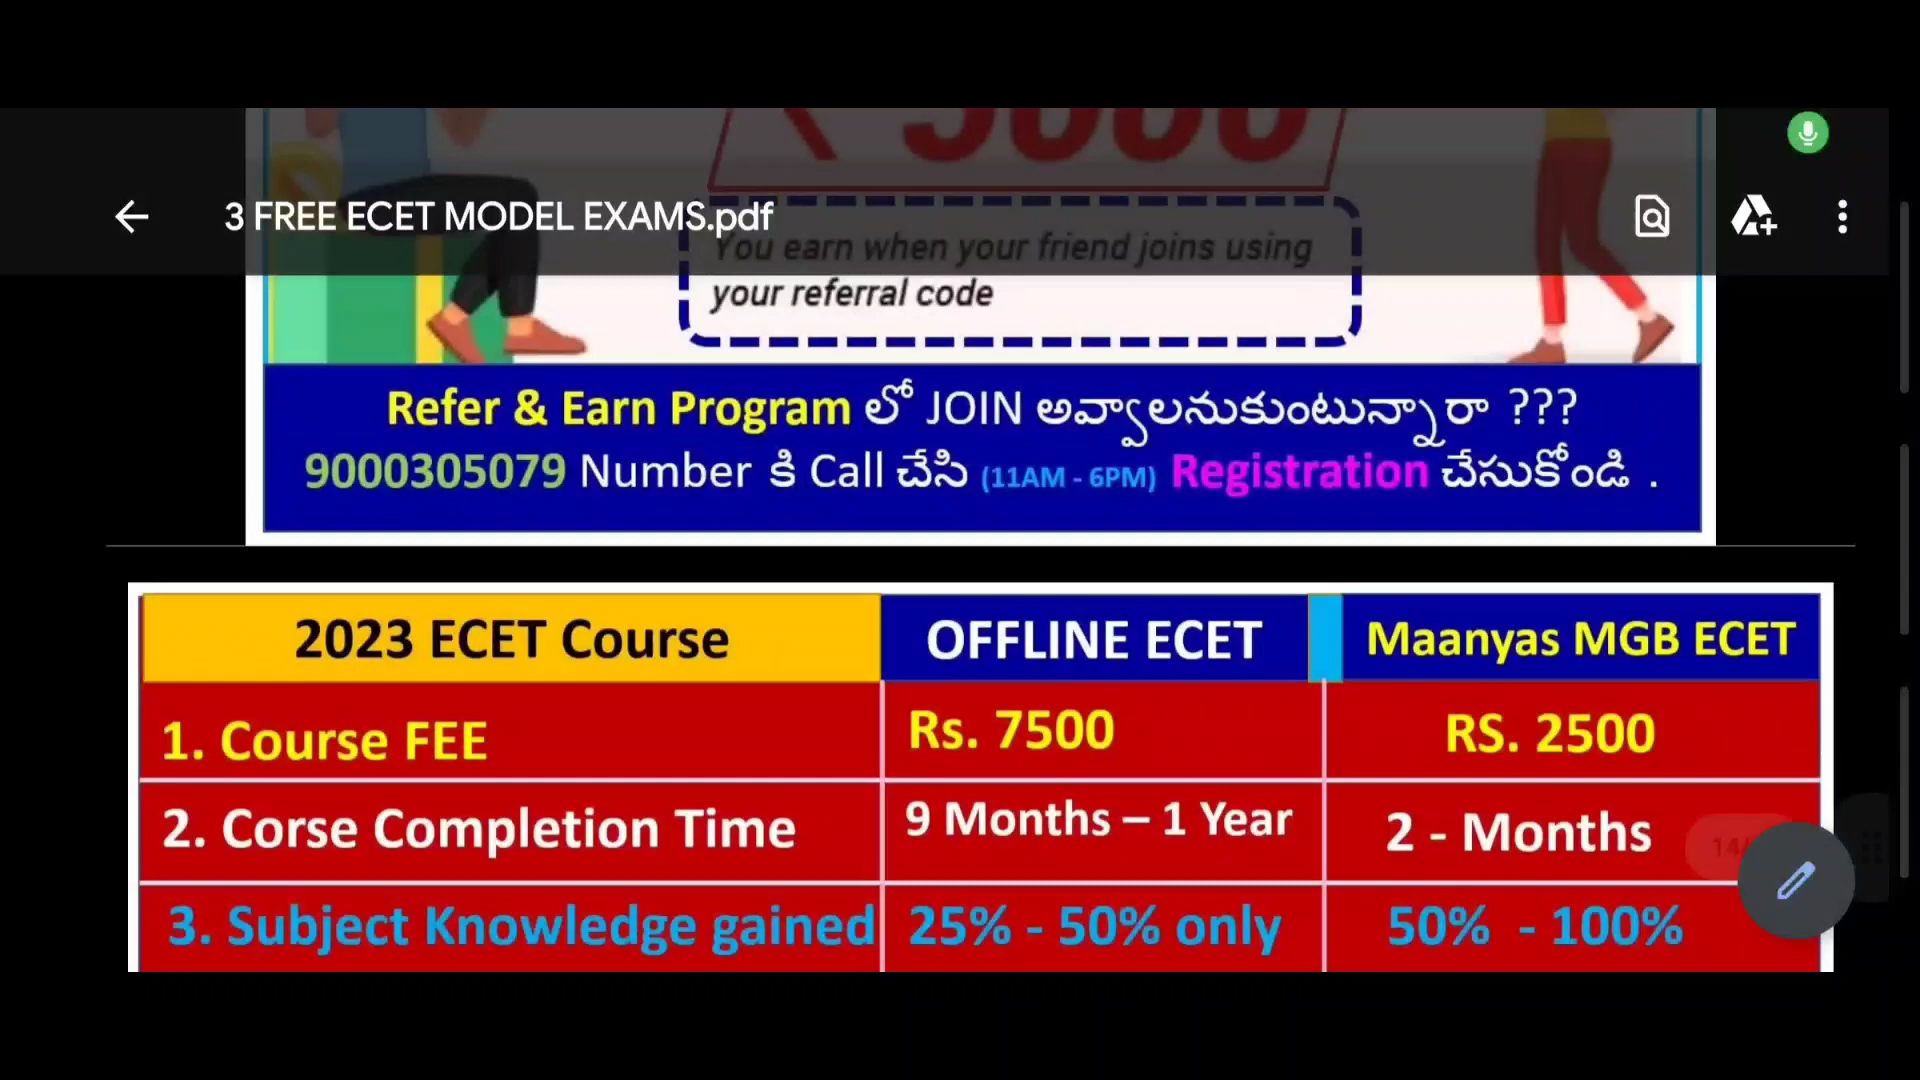 3 FREE ECET MODEL EXAMS.pdf
You earn when your friend joins using
your referral code
Refer & Earn Program లో JOIN అవ్వాలనుకుంటున్నారా ???
9000305079 Number కి Call చేసి (11AM - 6PM) Registration చేసుకోండి .
2023 ECET Course OFFLINE ECET Maanyas MGB ECET
1. Course FEE Rs. 7500 RS. 2500
2. Corse Completion Time 9 Months – 1 Year 2 - Months
3. Subject Knowledge gained 25% - 50% only 50% - 100%